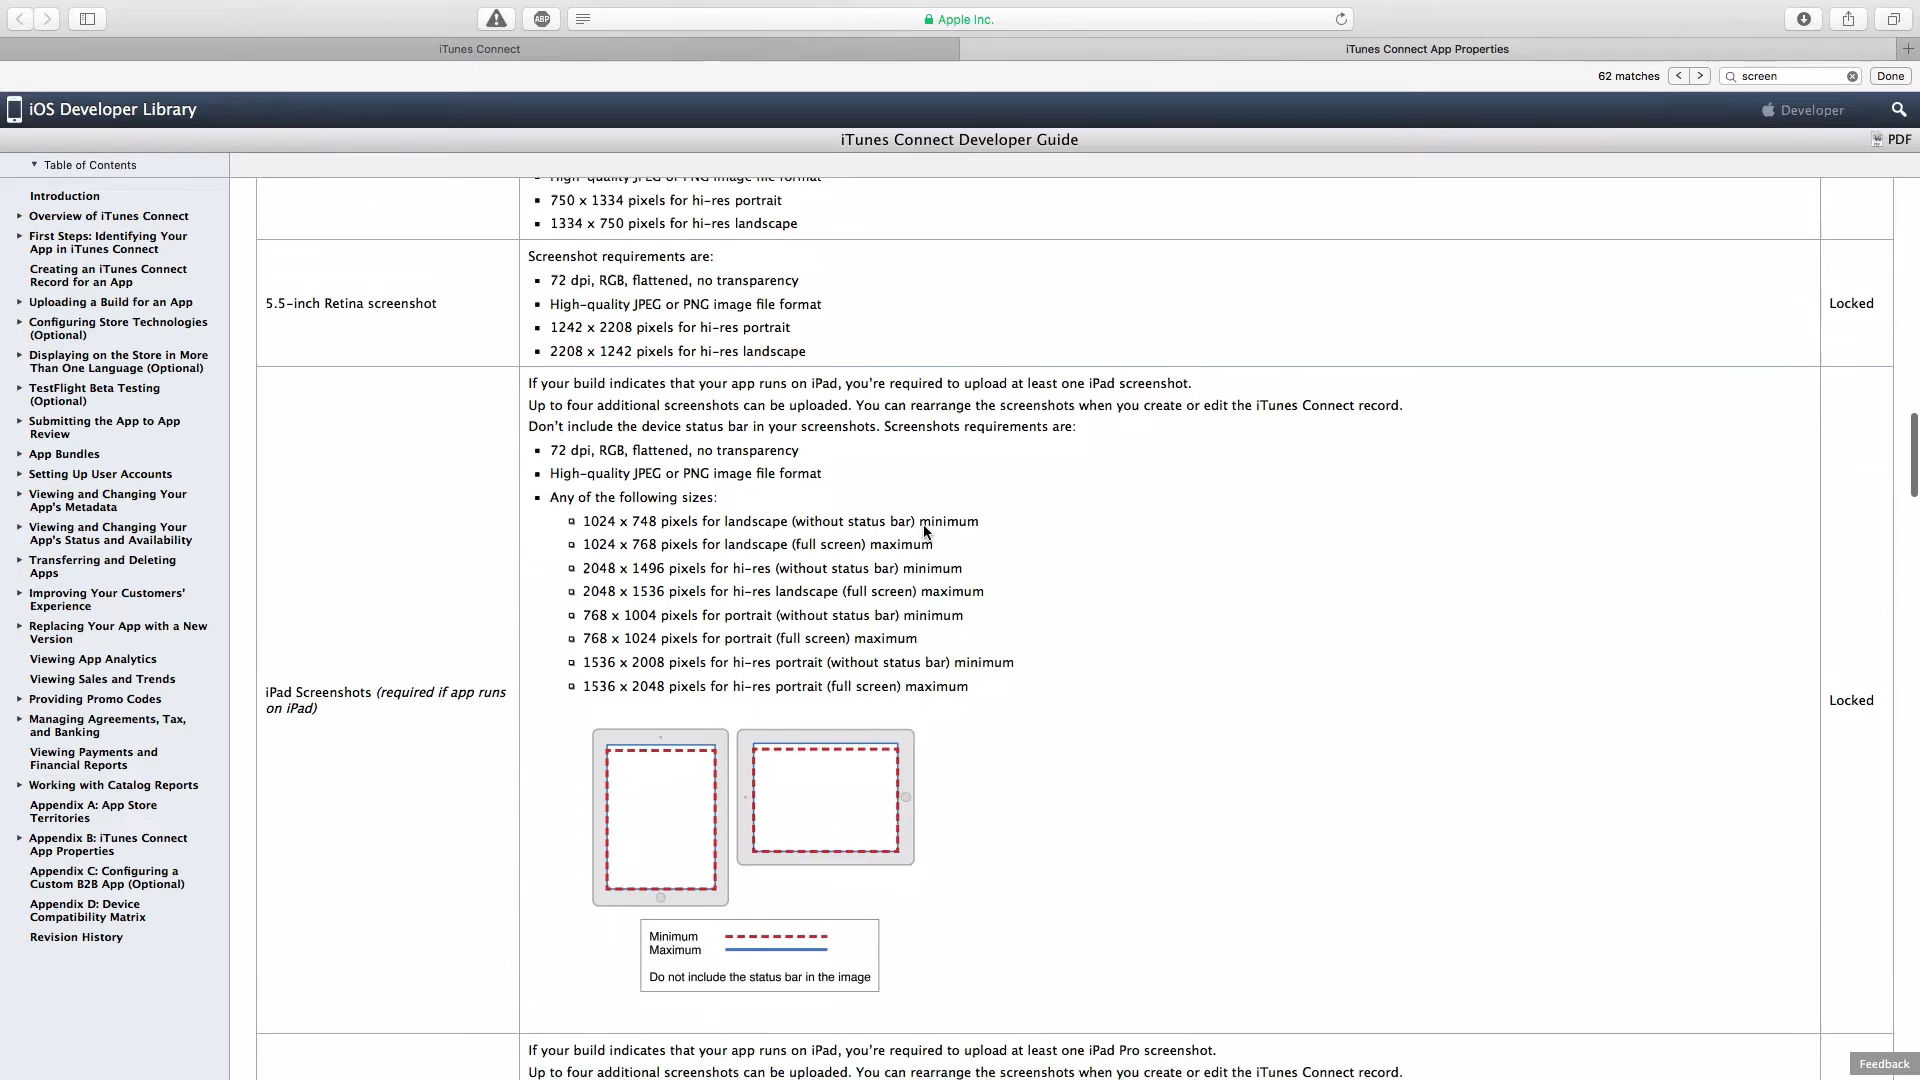 ABP
Apple Inc.
iTunes Connect
iTunes Connect App Properties
62 matches
screen
Done
iOS Developer Library
Developer
iTunes Connect Developer Guide
PDF
Table of Contents
Introduction
Overview of iTunes Connect
First Steps: Identifying Your
App in iTunes Connect
Creating an iTunes Connect
Record for an App
Uploading a Build for an App
Configuring Store Technologies
(Optional)
Displaying on the Store in More
Than One Language (Optional)
TestFlight Beta Testing
(Optional)
Submitting the App to App
Review
App Bundles
Setting Up User Accounts
Viewing and Changing Your
App's Metadata
Viewing and Changing Your
App's Status and Availability
Transferring and Deleting
Apps
Improving Your Customers'
Experience
Replacing Your App with a New
Version
Viewing App Analytics
Viewing Sales and Trends
Providing Promo Codes
Managing Agreements, Tax,
and Banking
Viewing Payments and
Financial Reports
Working with Catalog Reports
Appendix A: App Store
Territories
Appendix B: iTunes Connect
App Properties
Appendix C: Configuring a
Custom B2B App (Optional)
Appendix D: Device
Compatibility Matrix
Revision History
High-quality JPEG or PNG image file format
750 x 1334 pixels for hi-res portrait
1334 x 750 pixels for hi-res landscape
5.5-inch Retina screenshot
Screenshot requirements are:
72 dpi, RGB, flattened, no transparency
High-quality JPEG or PNG image file format
1242 x 2208 pixels for hi-res portrait
2208 x 1242 pixels for hi-res landscape
Locked
iPad Screenshots (required if app runs
on iPad)
If your build indicates that your app runs on iPad, you're required to upload at least one iPad screenshot.
Up to four additional screenshots can be uploaded. You can rearrange the screenshots when you create or edit the iTunes Connect record.
Don't include the device status bar in your screenshots. Screenshots requirements are:
72 dpi, RGB, flattened, no transparency
High-quality JPEG or PNG image file format
Any of the following sizes:
1024 x 748 pixels for landscape (without status bar) minimum
1024 x 768 pixels for landscape (full screen) maximum
2048 x 1496 pixels for hi-res (without status bar) minimum
2048 x 1536 pixels for hi-res landscape (full screen) maximum
768 x 1004 pixels for portrait (without status bar) minimum
768 x 1024 pixels for portrait (full screen) maximum
1536 x 2008 pixels for hi-res portrait (without status bar) minimum
1536 x 2048 pixels for hi-res portrait (full screen) maximum
Minimum
Maximum
Do not include the status bar in the image
Locked
If your build indicates that your app runs on iPad, you're required to upload at least one iPad Pro screenshot.
Up to four additional screenshots can be uploaded. You can rearrange the screenshots when you create or edit the iTunes Connect record.
Feedback